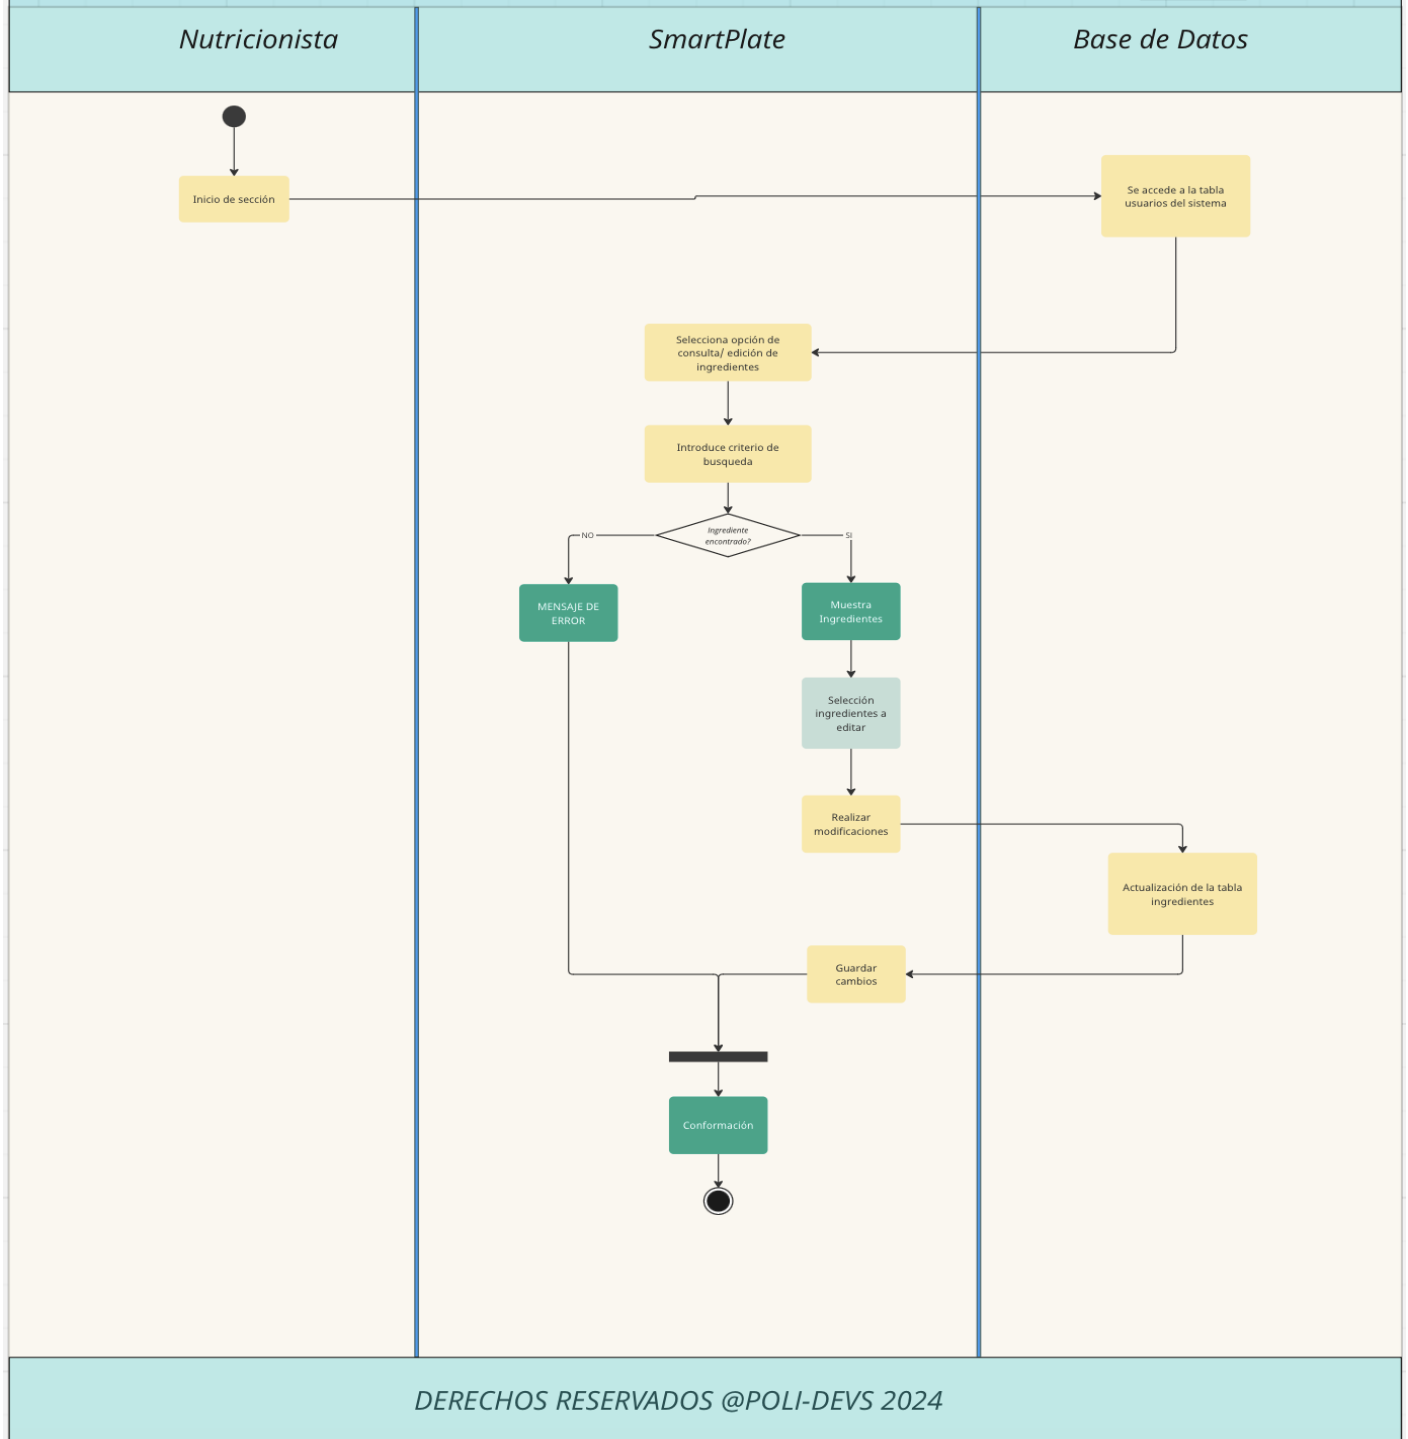 Nutricionista
SmartPlate
Base de Datos
Inicio de sección
Se accede a la tabla
usuarios del sistema
Selecciona opción de
consulta/ edición de
ingredientes
Introduce criterio de
busqueda
Ingrediente
encontrado?
NO
SI
MENSAJE DE
ERROR
Muestra
Ingredientes
Selección
ingredientes a
editar
Realizar
modificaciones
Actualización de la tabla
ingredientes
Guardar
cambios
Conformación
DERECHOS RESERVADOS @POLI-DEVS 2024